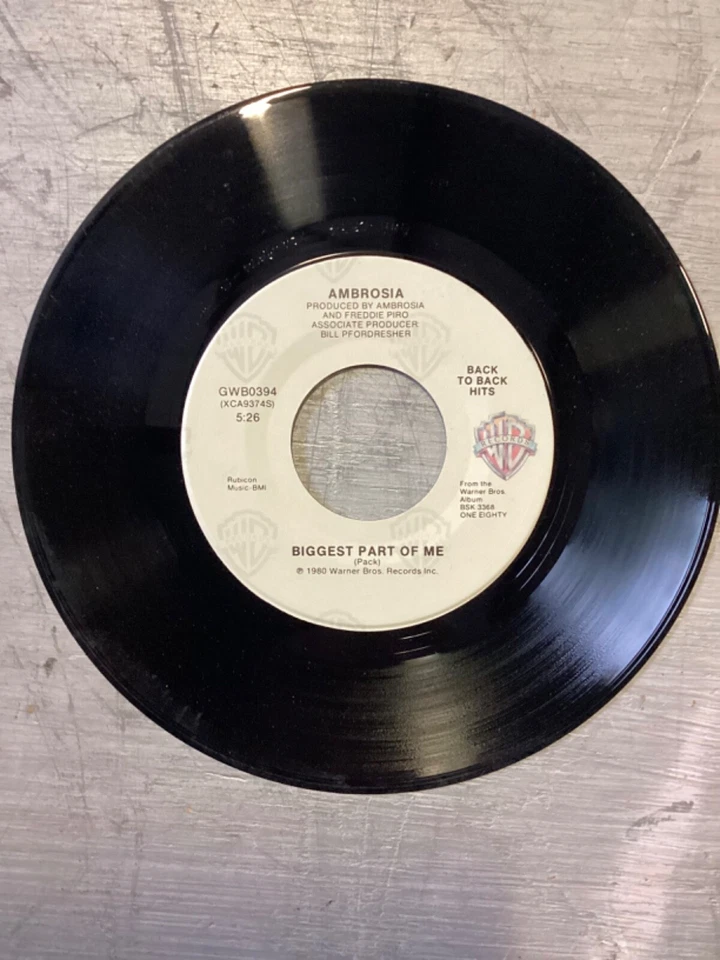 AMBROSIA
PRODUCED BY AMBROSIA
AND FREDDIE PIRO
ASSOCIATE PRODUCER
BILL PFORDRESHER
GWB0394
(XCA9374S)
5:26
BACK
TO BACK
HITS
RECORDS
Rubicon
Music-BMI
From the
Warner Bros.
Album
BSK 3368
ONE EIGHTY
BIGGEST PART OF ME
(Pack)
℗ 1980 Warner Bros. Records Inc.